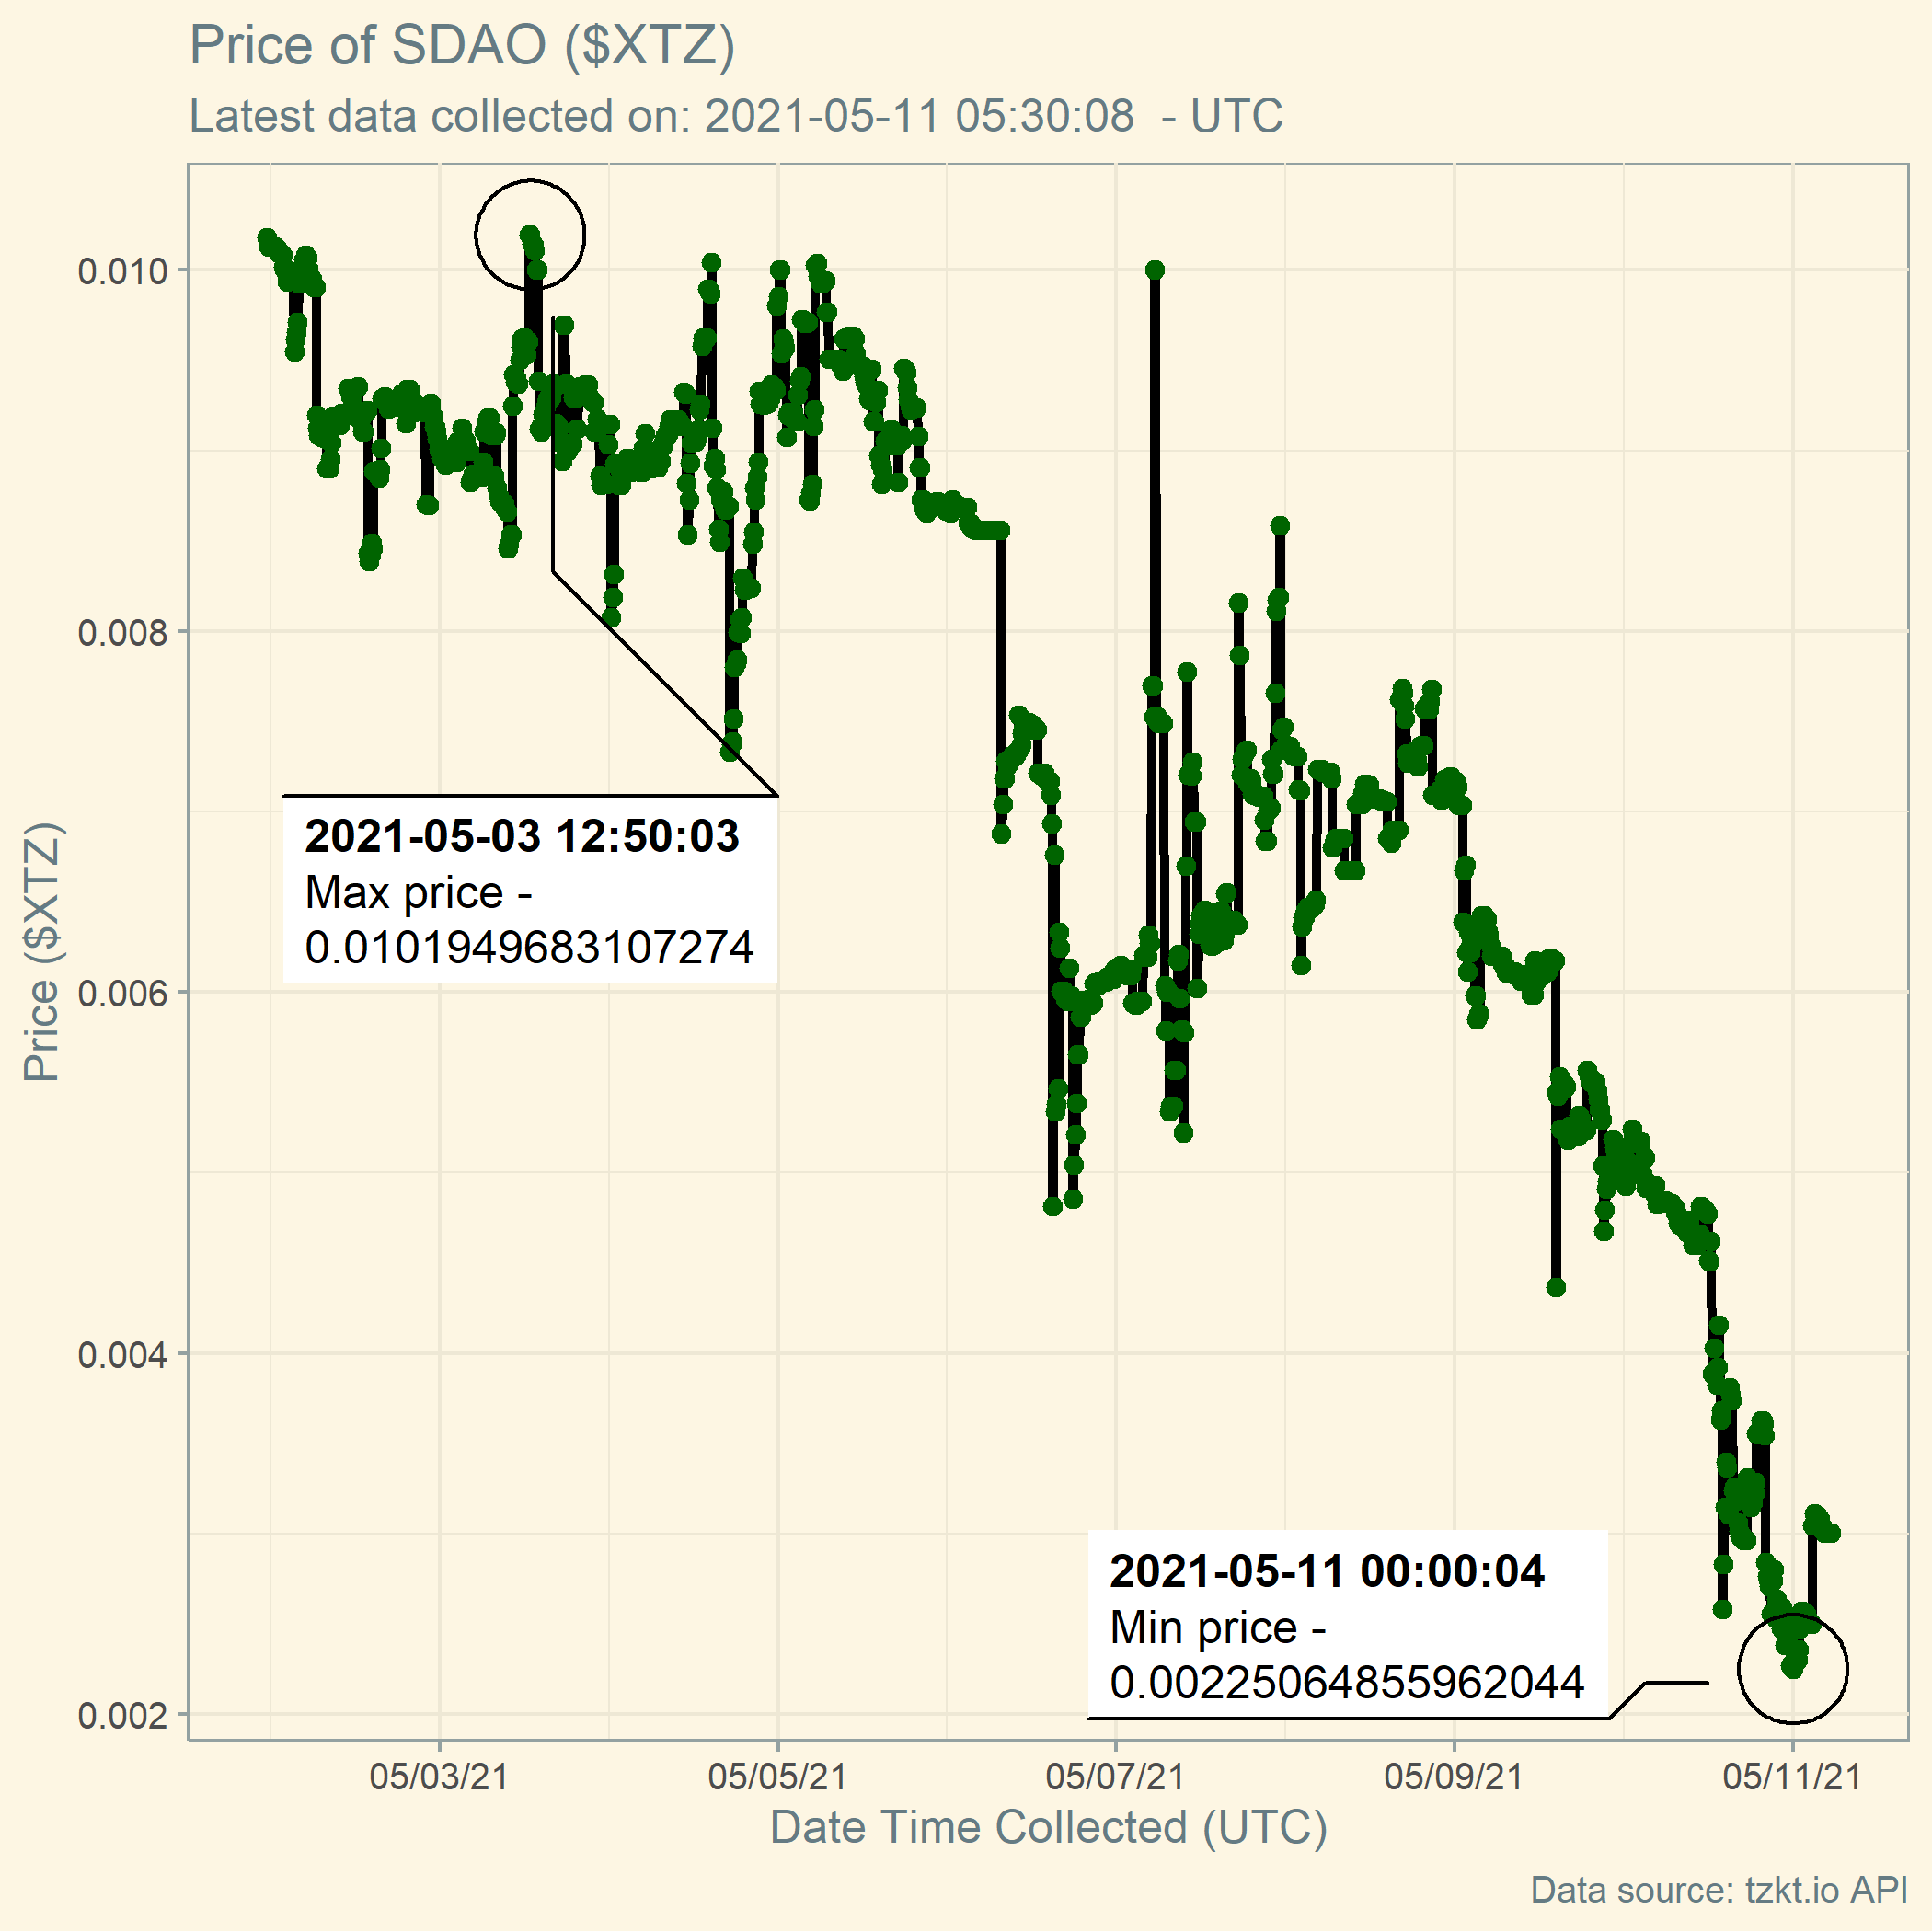 Price of SDAO ($XTZ)
Latest data collected on: 2021-05-11 05:30:08  - UTC
0.010
0.008
0.006
0.004
0.002
Price ($XTZ)
2021-05-03 12:50:03
Max price -
0.0101949683107274
2021-05-11 00:00:04
Min price -
0.00225064855962044
05/03/21
05/05/21
05/07/21
05/09/21
05/11/21
Date Time Collected (UTC)
Data source: tzkt.io API